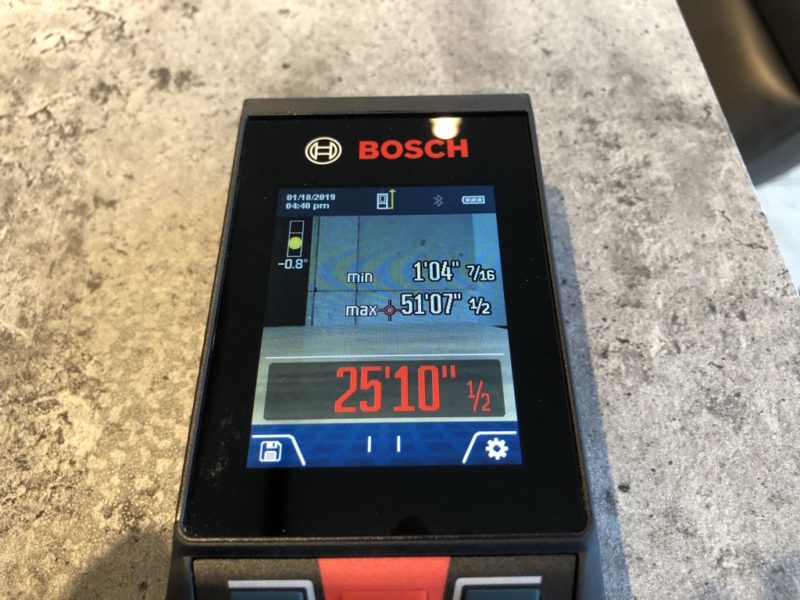 BOSCH
01/18/2019
04:40 pm
-0.8°
min 1'04" 7/16
max 51'07" 1/2
25'10" 1/2